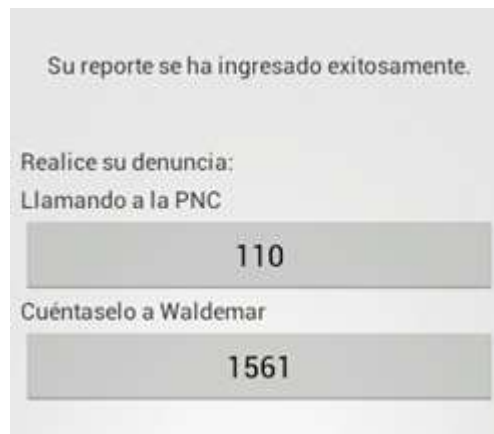 Su reporte se ha ingresado exitosamente.
Realice su denuncia:
Llamando a la PNC
110
Cuéntaselo a Waldemar
1561